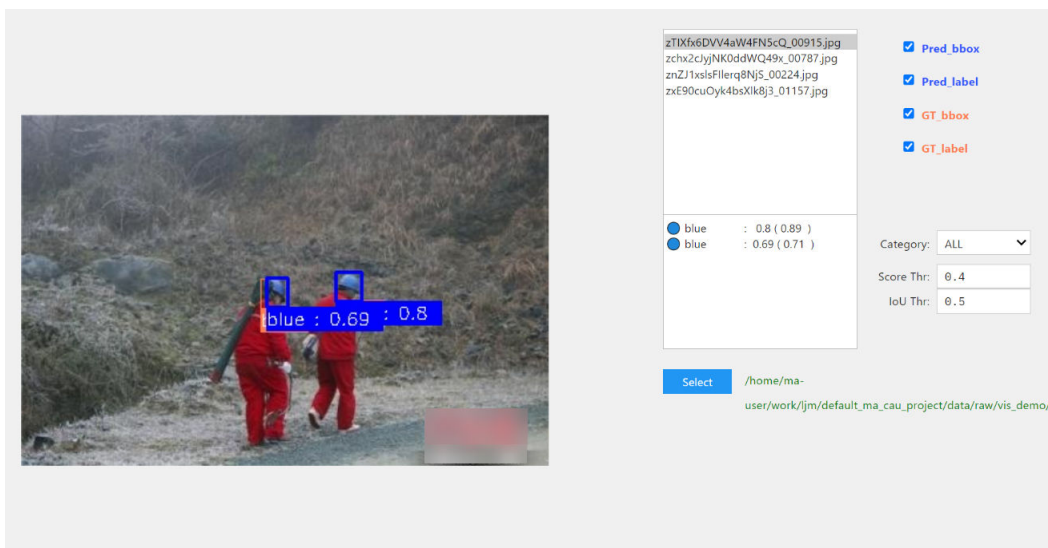 zTIXfx6DVV4aW4FN5cQ_00915.jpg
zchx2cJyjNK0ddWQ49x_00787.jpg
znZJ1xslsFIlerq8NjS_00224.jpg
zxE90cuOyk4bsXlk8j3_01157.jpg
Pred_bbox
Pred_label
GT_bbox
GT_label
blue : 0.69
: 0.8
blue : 0.8 ( 0.89 )
blue : 0.69 ( 0.71 )
Category: ALL
Score Thr: 0.4
IoU Thr: 0.5
Select
/home/ma-
user/work/ljm/default_ma_cau_project/data/raw/vis_demo/